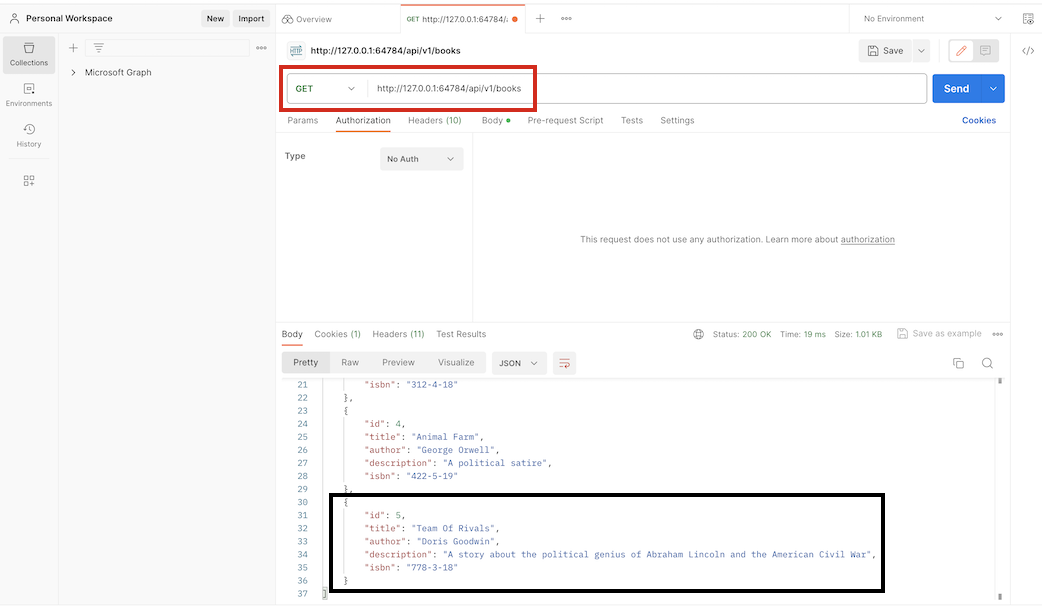 Personal Workspace
New
Import
Overview
GET http://127.0.0.1:64784/
No Environment
Collections
Environments
History
Microsoft Graph
HTTP
http://127.0.0.1:64784/api/v1/books
Save
GET
http://127.0.0.1:64784/api/v1/books
Send
Params
Authorization
Headers (10)
Body
Pre-request Script
Tests
Settings
Cookies
Type
No Auth
This request does not use any authorization. Learn more about authorization
Body
Cookies (1)
Headers (11)
Test Results
Status: 200 OK
Time: 19 ms
Size: 1.01 KB
Save as example
Pretty
Raw
Preview
Visualize
JSON
21 "isbn": "312-4-18"
22 },
23 {
24 "id": 4,
25 "title": "Animal Farm",
26 "author": "George Orwell",
27 "description": "A political satire",
28 "isbn": "422-5-19"
29 },
30 {
31 "id": 5,
32 "title": "Team Of Rivals",
33 "author": "Doris Goodwin",
34 "description": "A story about the political genius of Abraham Lincoln and the American Civil War",
35 "isbn": "778-3-18"
36 }
37 ]